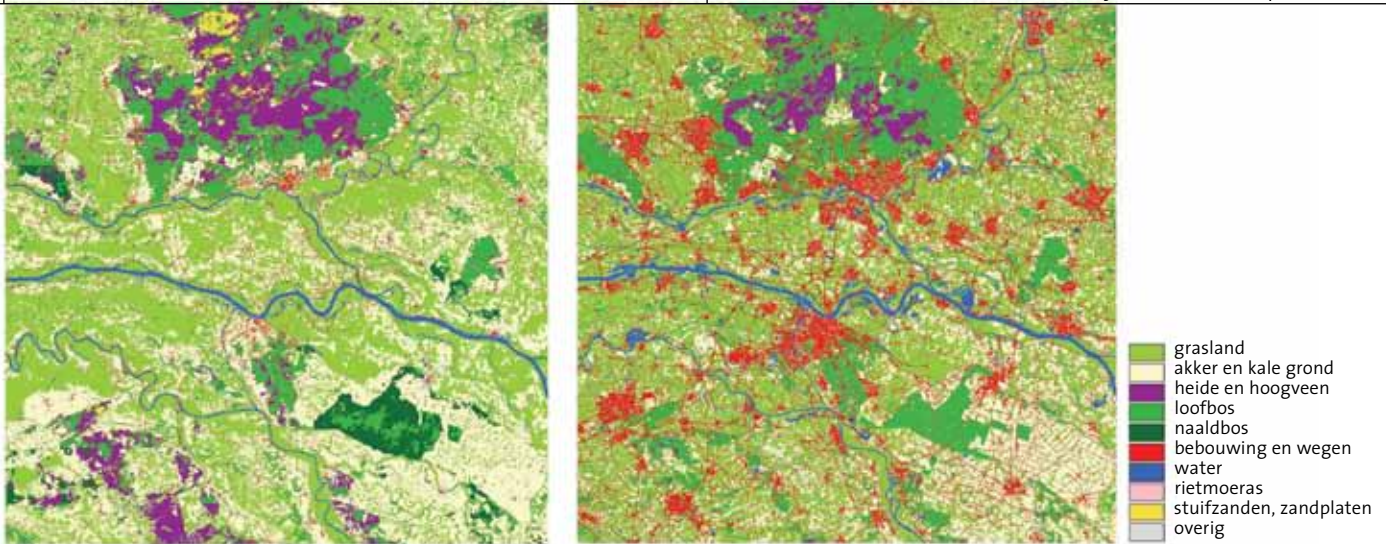 grasland
akker en kale grond
heide en hoogveen
loofbos
naaldbos
bebouwing en wegen
water
rietmoeras
stuifzanden, zandplaten
overig